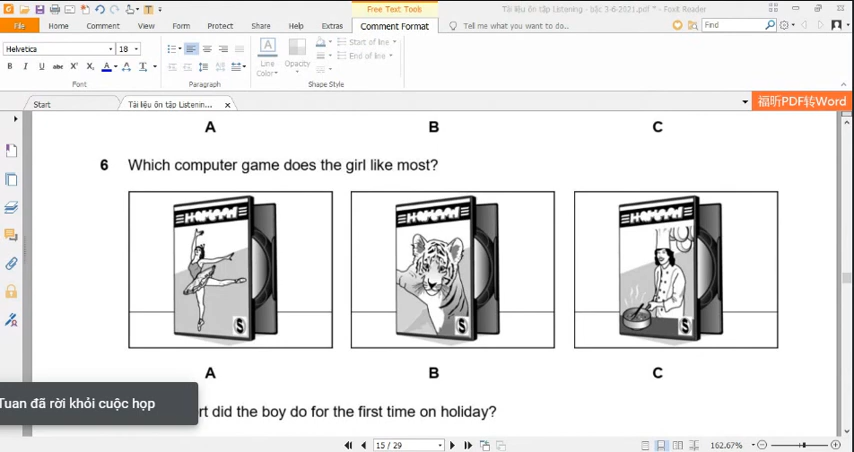 Free Text Tools
Tài liệu ôn tập Listening - bắc 3-6-2021.pdf * - Foxit Reader
File Home Comment View Form Protect Share Help Extras Comment Format Tell me what you want to do.. Find
Helvetica 18
Start of line
End of line
B I U abc X² X₂ A A T
Line
Color
Opacity
Font Paragraph Shape Style
Start Tài liệu ôn tập Listenin... 福昕PDF转Word
A B C
6 Which computer game does the girl like most?
S S S
A B C
Tuan đã rời khỏi cuộc họp
rt did the boy do for the first time on holiday?
15 / 29 162.67%